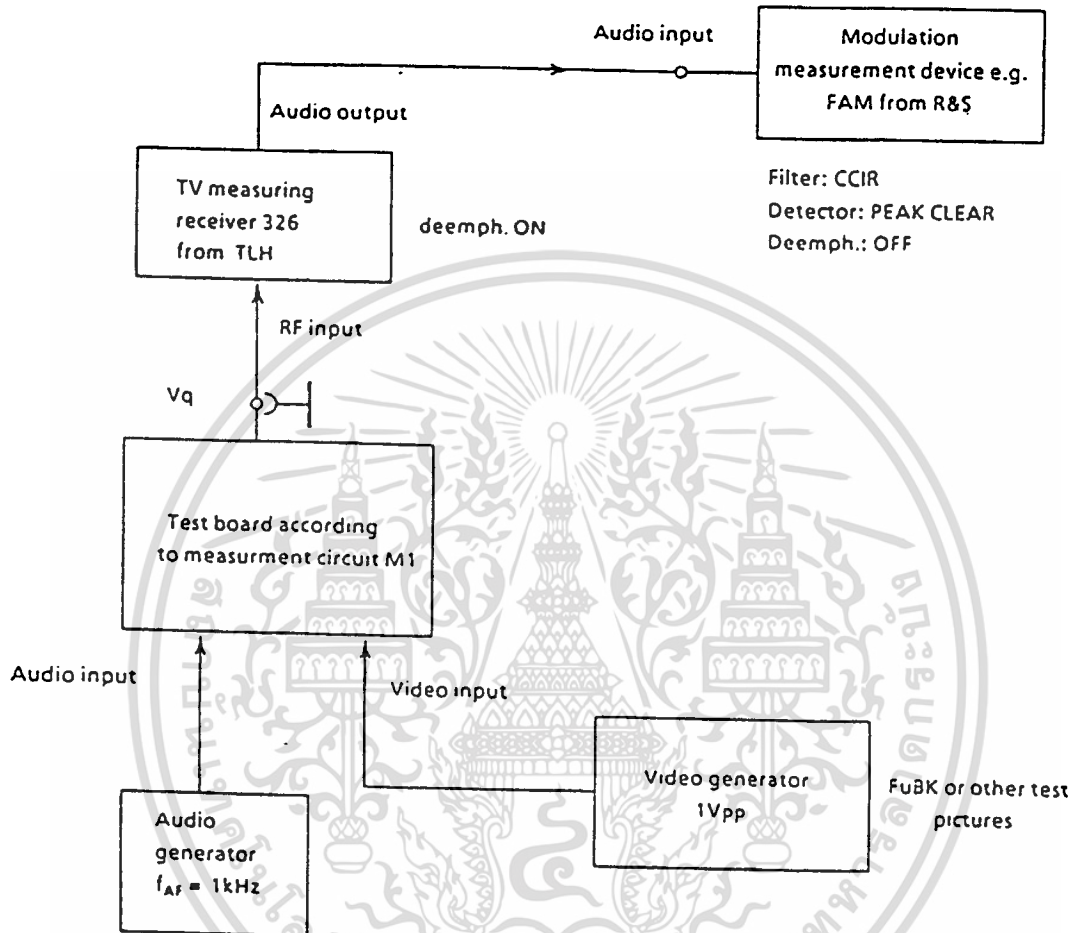 Audio input
Modulation
measurement device e.g.
FAM from R&S
Audio output
Filter: CCIR
Detector: PEAK CLEAR
Deemph.: OFF
TV measuring
receiver 326
from TLH
deemph. ON
RF input
Vq
Test board according
to measurment circuit M1
Audio input
Video input
Video generator
1Vpp
FuBK or other test
pictures
Audio
generator
fAF = 1kHz